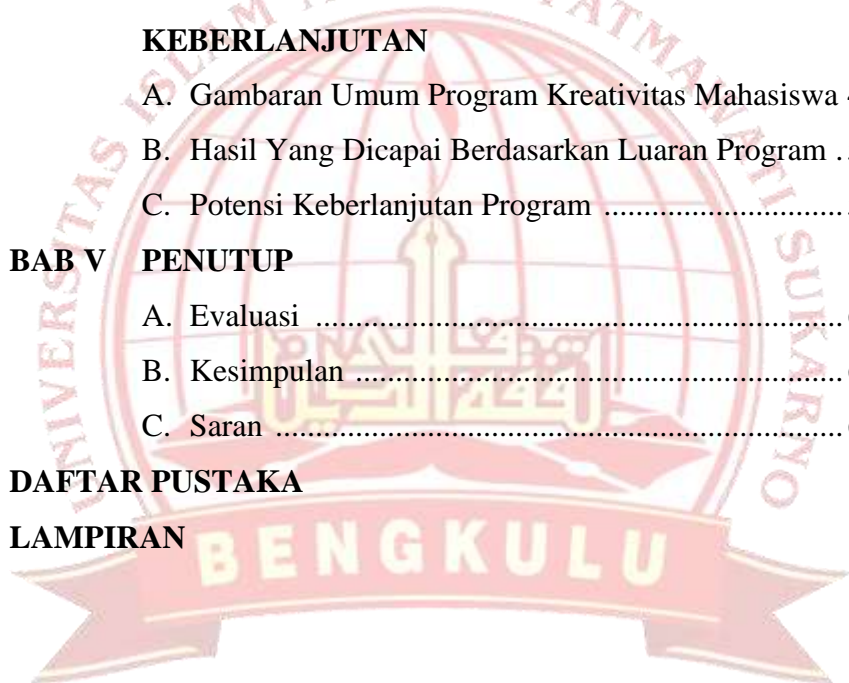 KEBERLANJUTAN
A. Gambaran Umum Program Kreativitas Mahasiswa
B. Hasil Yang Dicapai Berdasarkan Luaran Program ..
C. Potensi Keberlanjutan Program ..............................
BAB V PENUTUP
A. Evaluasi ..................................................................
B. Kesimpulan .............................................................
C. Saran .......................................................................
DAFTAR PUSTAKA
LAMPIRAN
SUKARNO
BENGKULU